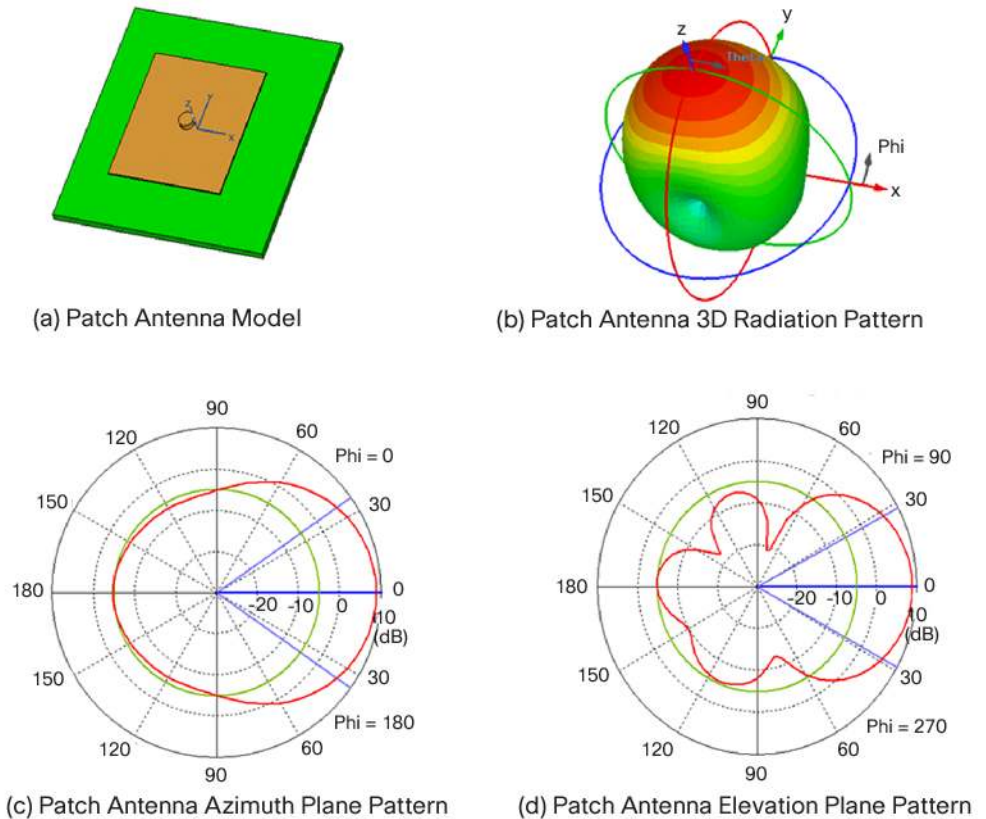 Z
Y
X
(a) Patch Antenna Model
z
y
Theta
Phi
x
(b) Patch Antenna 3D Radiation Pattern
90
120
60
Phi = 0
150
30
180
-20
-10
0
10
0
(dB)
150
30
Phi = 180
120
60
90
(c) Patch Antenna Azimuth Plane Pattern
90
120
60
Phi = 90
150
30
180
-20
-10
0
10
0
(dB)
150
30
Phi = 270
120
60
90
(d) Patch Antenna Elevation Plane Pattern